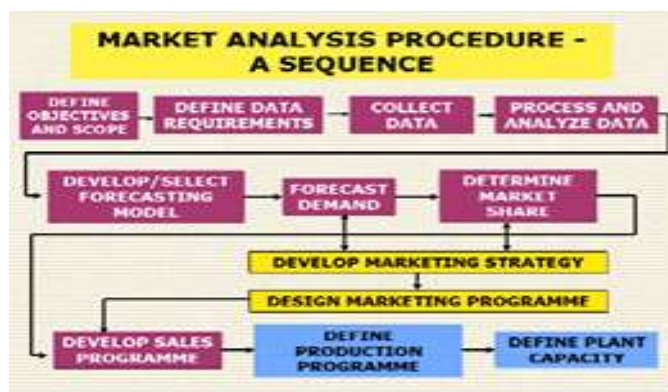 MARKET ANALYSIS PROCEDURE -
A SEQUENCE
DEFINE
OBJECTIVES
AND SCOPE
DEFINE DATA
REQUIREMENTS
COLLECT
DATA
PROCESS AND
ANALYZE DATA
DEVELOP/SELECT
FORECASTING
MODEL
FORECAST
DEMAND
DETERMINE
MARKET
SHARE
DEVELOP MARKETING STRATEGY
DESIGN MARKETING PROGRAMME
DEVELOP SALES
PROGRAMME
DEFINE
PRODUCTION
PROGRAMME
DEFINE PLANT
CAPACITY